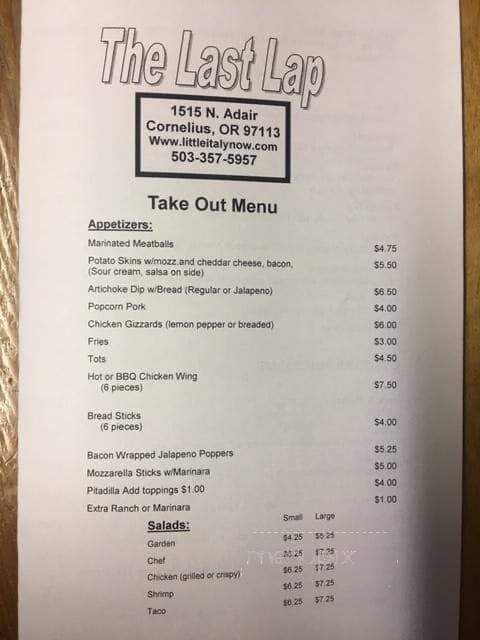 The Last Lap
1515 N. Adair
Cornelius, OR 97113
Www.littleitalynow.com
503-357-5957
Take Out Menu
Appetizers:
Marinated Meatballs $4.75
Potato Skins w/mozz.and cheddar cheese, bacon, $5.50
(Sour cream, salsa on side)
Artichoke Dip w/Bread (Regular or Jalapeno) $6.50
Popcorn Pork $4.00
Chicken Gizzards (lemon pepper or breaded) $6.00
Fries $3.00
Tots $4.50
Hot or BBQ Chicken Wing $7.50
(6 pieces)
Bread Sticks $4.00
(6 pieces)
Bacon Wrapped Jalapeno Poppers $5.25
Mozzarella Sticks w/Marinara $5.00
Pitadilla Add toppings $1.00 $4.00
Extra Ranch or Marinara $1.00
Salads: Small Large
Garden $4.25 $5.25
Chef $6.25 $7.25
Chicken (grilled or crispy) $6.25 $7.25
Shrimp $6.25 $7.25
Taco $6.25 $7.25